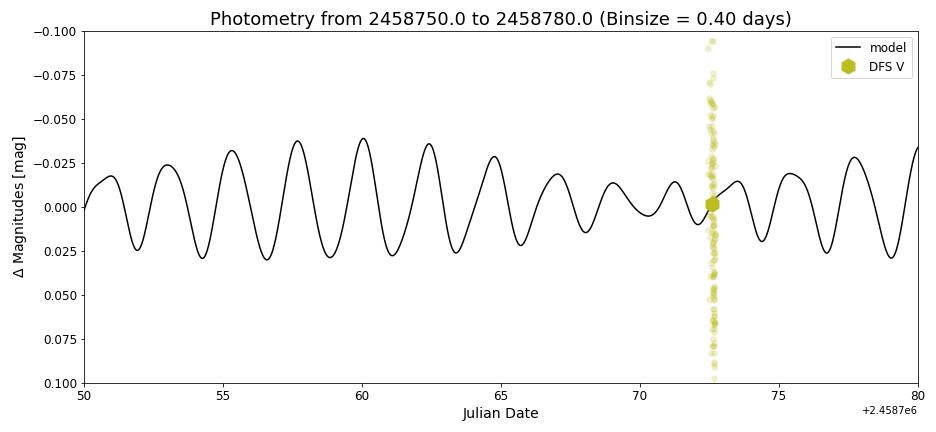 Photometry from 2458750.0 to 2458780.0 (Binsize = 0.40 days)
−0.100
−0.075
−0.050
−0.025
0.000
0.025
0.050
0.075
0.100
Δ Magnitudes [mag]
model
DFS V
50 55 60 65 70 75 80
+2.4587e6
Julian Date